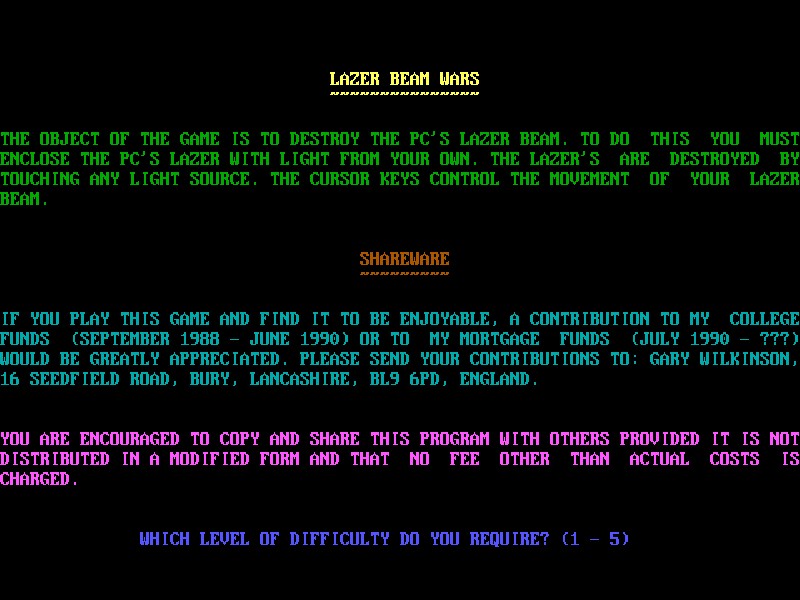 LAZER BEAM WARS
~~~~~~~~~~~~~~~
THE OBJECT OF THE GAME IS TO DESTROY THE PC'S LAZER BEAM. TO DO  THIS  YOU  MUST
ENCLOSE THE PC'S LAZER WITH LIGHT FROM YOUR OWN. THE LAZER'S  ARE  DESTROYED  BY
TOUCHING ANY LIGHT SOURCE. THE CURSOR KEYS CONTROL THE MOVEMENT  OF  YOUR  LAZER
BEAM.
SHAREWARE
~~~~~~~~~
IF YOU PLAY THIS GAME AND FIND IT TO BE ENJOYABLE, A CONTRIBUTION TO MY  COLLEGE
FUNDS  (SEPTEMBER 1988 - JUNE 1990) OR TO  MY MORTGAGE  FUNDS  (JULY 1990 - ???)
WOULD BE GREATLY APPRECIATED. PLEASE SEND YOUR CONTRIBUTIONS TO: GARY WILKINSON,
16 SEEDFIELD ROAD, BURY, LANCASHIRE, BL9 6PD, ENGLAND.
YOU ARE ENCOURAGED TO COPY AND SHARE THIS PROGRAM WITH OTHERS PROVIDED IT IS NOT
DISTRIBUTED IN A MODIFIED FORM AND THAT  NO  FEE  OTHER  THAN  ACTUAL  COSTS  IS
CHARGED.
WHICH LEVEL OF DIFFICULTY DO YOU REQUIRE? (1 - 5)